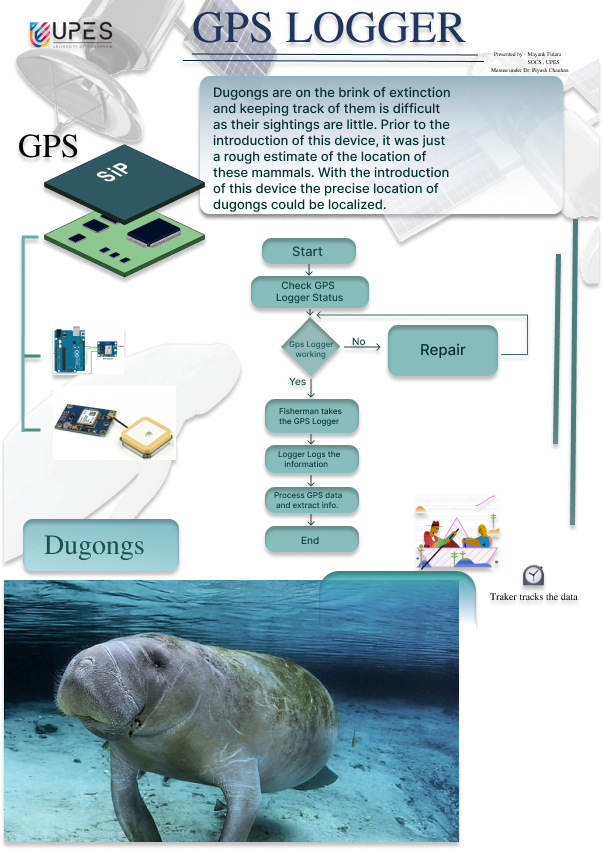 UPES
UNIVERSITY OF TOMORROW
GPS LOGGER
Presented by - Mayank Fulara
SOCS , UPES
Mentee under Dr. Piyush Chauhan
Dugongs are on the brink of extinction
and keeping track of them is difficult
as their sightings are little. Prior to the
introduction of this device, it was just
a rough estimate of the location of
these mammals. With the introduction
of this device the precise location of
dugongs could be localized.
GPS
SiP
Start
Check GPS
Logger Status
Gps Logger
working
No
Repair
Yes
Fisherman takes
the GPS Logger
Logger Logs the
information
Process GPS data
and extract info.
End
Dugongs
Traker tracks the data